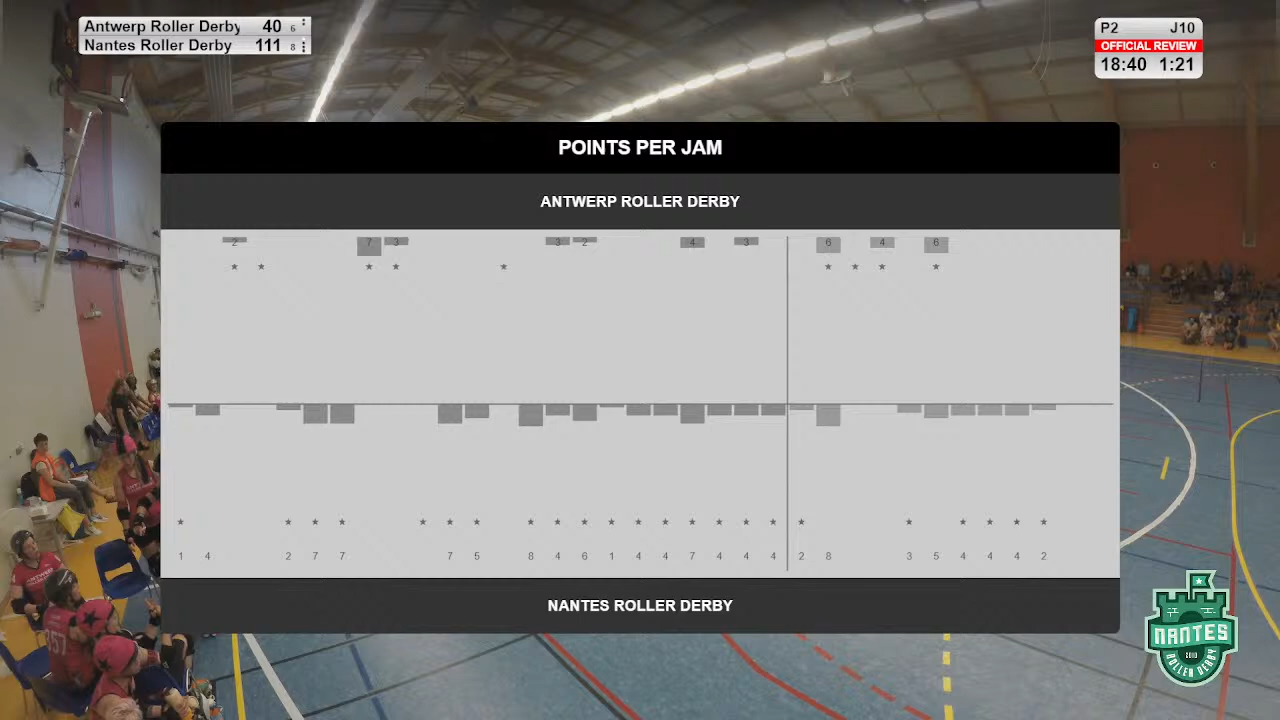 Antwerp Roller Derby 40 6
Nantes Roller Derby 111 8
P2 J10
OFFICIAL REVIEW
18:40 1:21
POINTS PER JAM
ANTWERP ROLLER DERBY
2 7 3 3 2 4 3 6 4 6
1 4 2 7 7 7 5 8 4 6 1 4 4 7 4 4 4 2 8 3 5 4 4 4 2
NANTES ROLLER DERBY
NANTES
2010
ROLLER DERBY